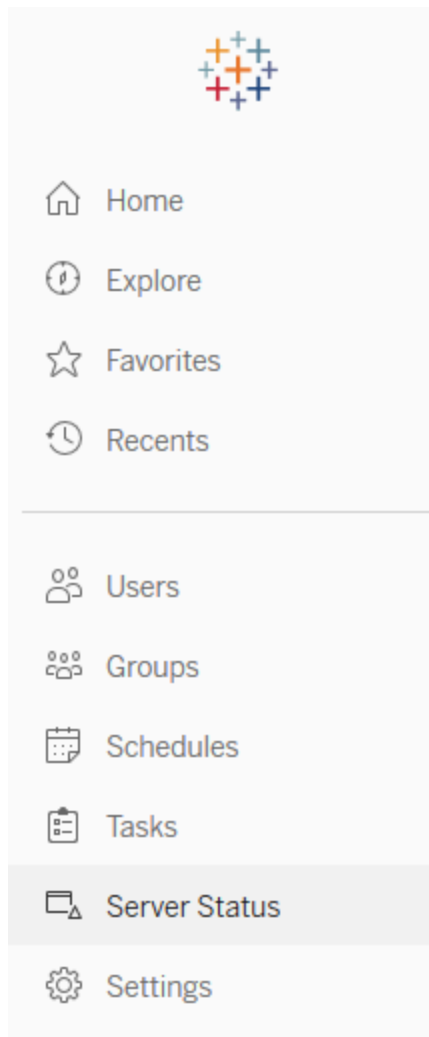 Home
Explore
Favorites
Recents
Users
Groups
Schedules
Tasks
Server Status
Settings